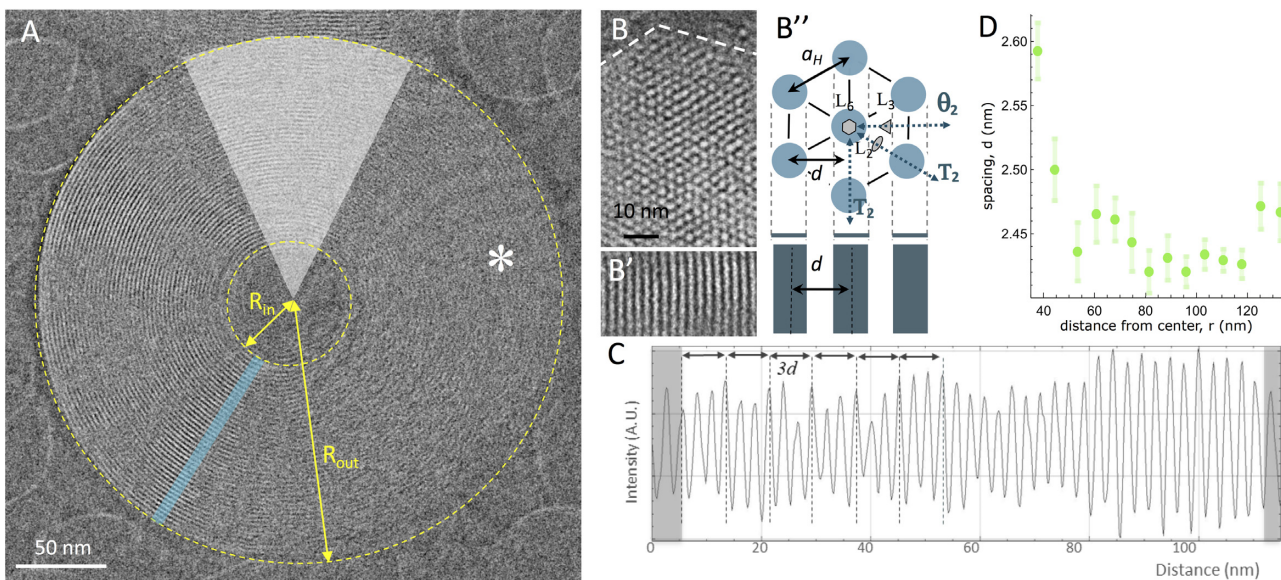 A
*
R_in
R_out
50 nm
B
10 nm
B'
B''
a_H
L_6
L_3
θ_2
L_2
d
T_2
T_2
d
D
2.60
2.55
2.50
2.45
spacing, d (nm)
40
60
80
100
120
distance from center, r (nm)
C
3d
Intensity (A.U.)
0
20
40
60
80
100
Distance (nm)